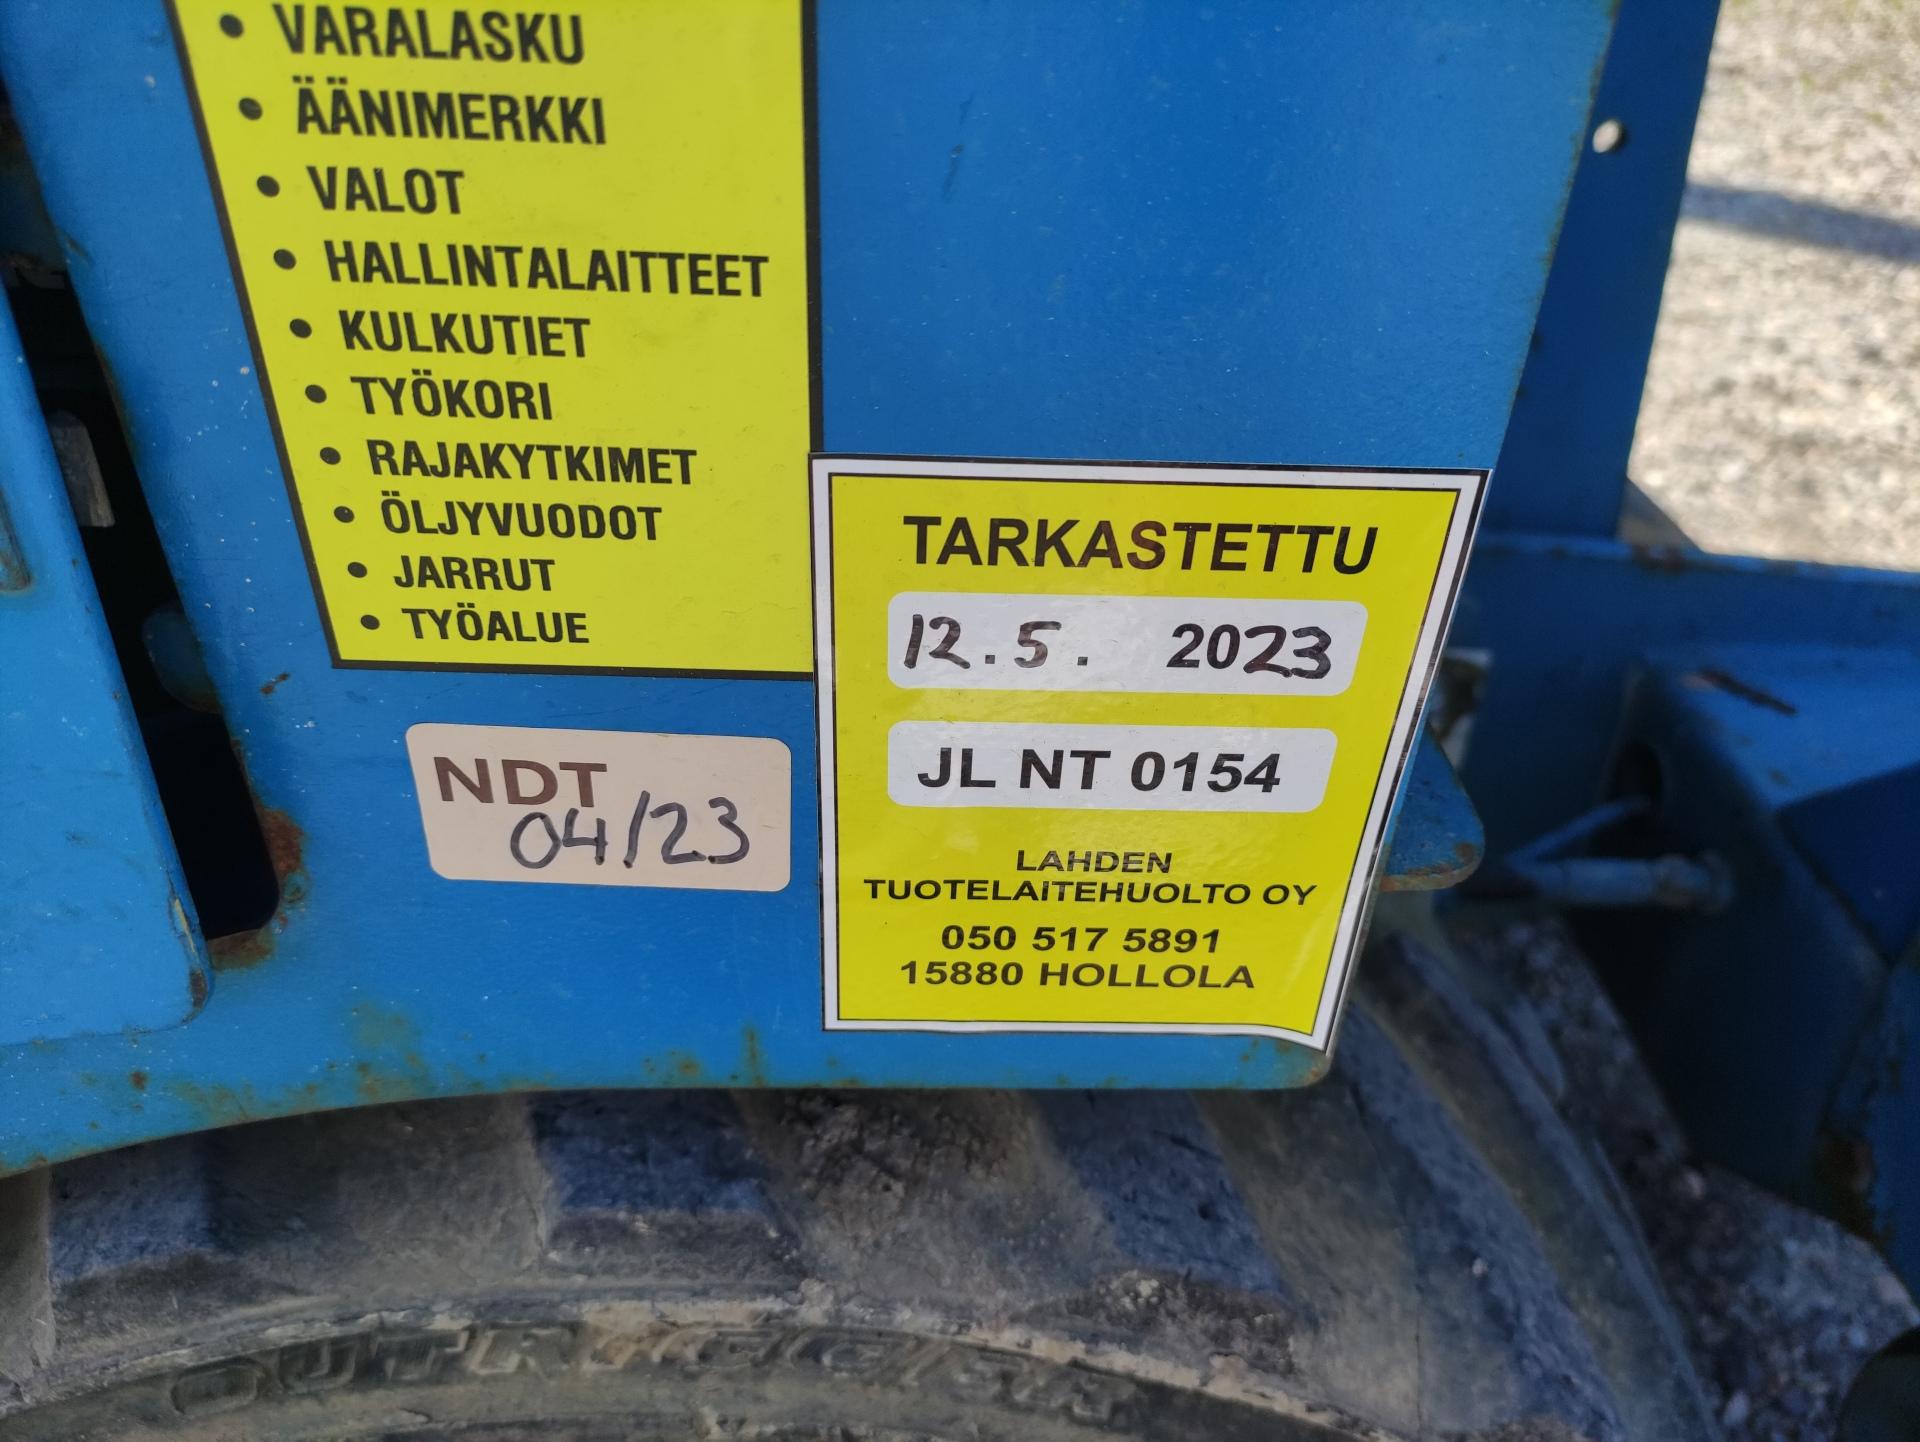 • VARALASKU
• ÄÄNIMERKKI
• VALOT
• HALLINTALAITTEET
• KULKUTIET
• TYÖKORI
• RAJAKYTKIMET
• ÖLJYVUODOT
• JARRUT
• TYÖALUE
NDT
04/23
TARKASTETTU
12.5. 2023
JL NT 0154
LAHDEN
TUOTELAITEHUOLTO OY
050 517 5891
15880 HOLLOLA
OUTRIGGER